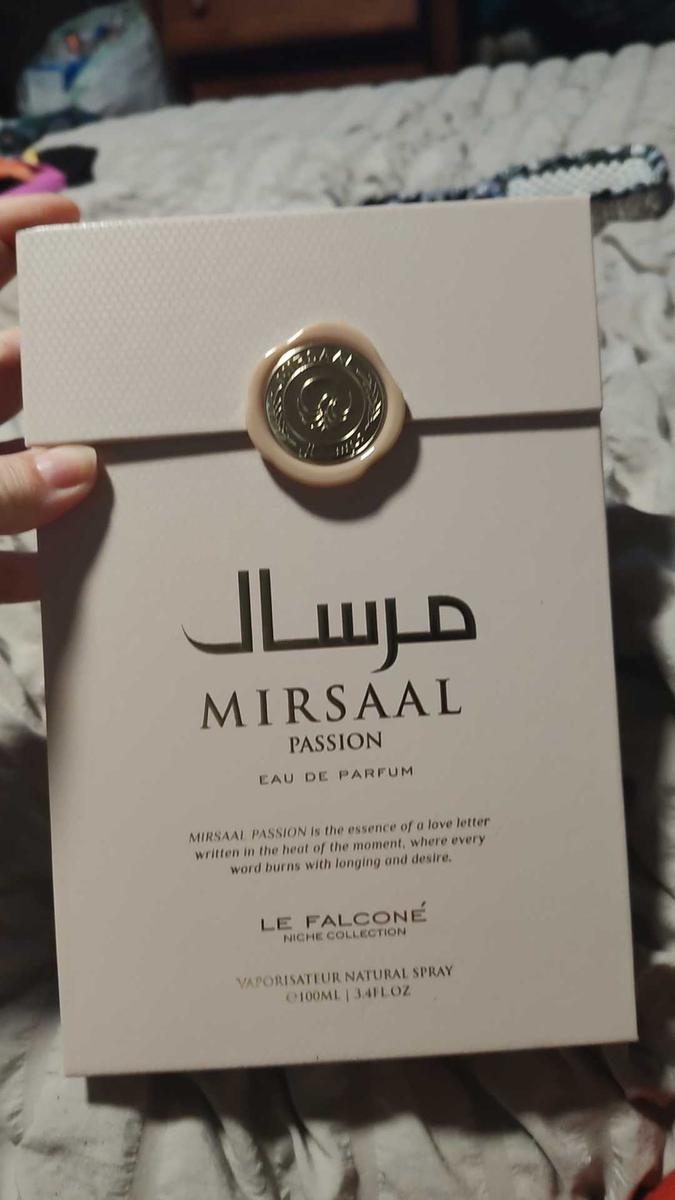 MIRSAAL
مرسال
مرسال
MIRSAAL
PASSION
EAU DE PARFUM
MIRSAAL PASSION is the essence of a love letter
written in the heat of the moment, where every
word burns with longing and desire.
LE FALCONÉ
NICHE COLLECTION
VAPORISATEUR NATURAL SPRAY
℮100ML | 3.4FL.OZ